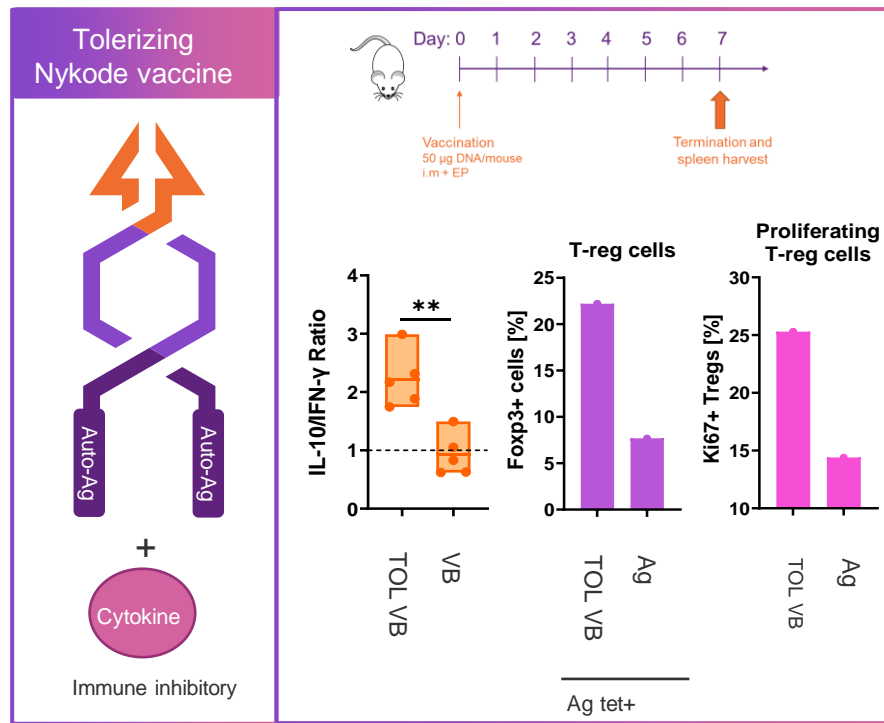 Tolerizing
Nykode vaccine
Auto-Ag
Auto-Ag
+
Cytokine
Immune inhibitory
Day: 0 1 2 3 4 5 6 7
Vaccination
50 µg DNA/mouse
i.m + EP
Termination and
spleen harvest
IL-10/IFN-γ Ratio
4
3
2
1
0
**
TOL VB
VB
T-reg cells
Foxp3+ cells [%]
25
20
15
10
5
0
TOL VB
Ag
Ag tet+
Proliferating
T-reg cells
Ki67+ Tregs [%]
30
25
20
15
10
TOL VB
Ag